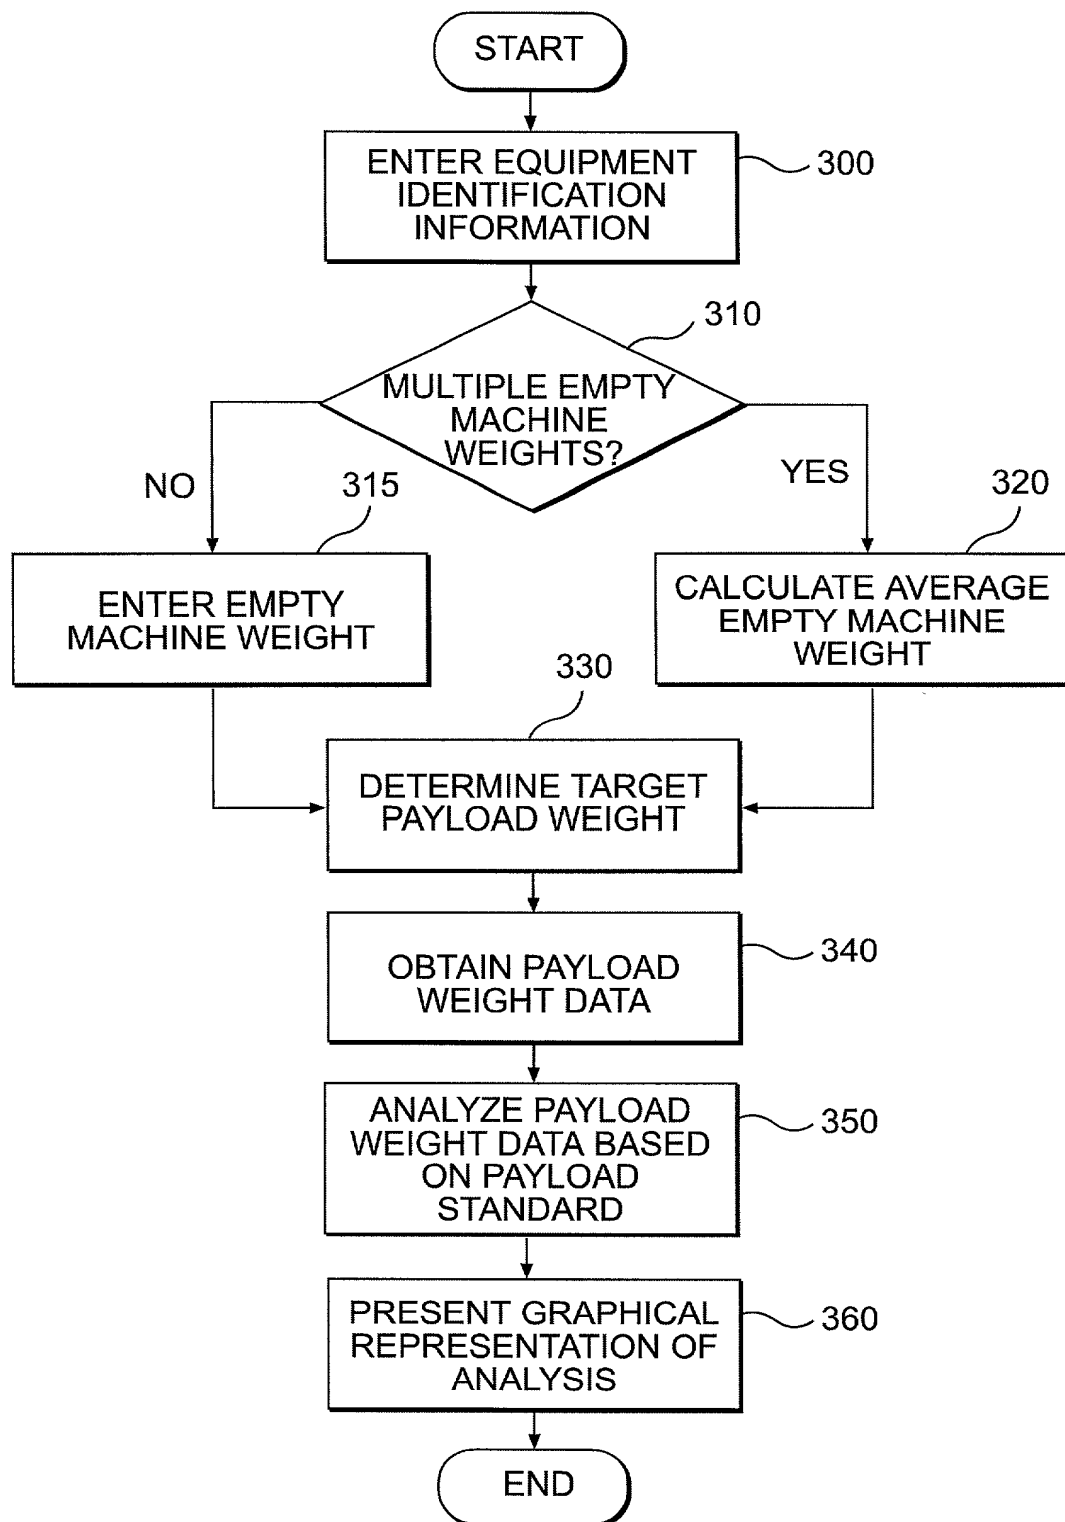 START
ENTER EQUIPMENT
IDENTIFICATION
INFORMATION
300
310
MULTIPLE EMPTY
MACHINE
WEIGHTS?
NO
YES
315
320
ENTER EMPTY
MACHINE WEIGHT
CALCULATE AVERAGE
EMPTY MACHINE
WEIGHT
330
DETERMINE TARGET
PAYLOAD WEIGHT
OBTAIN PAYLOAD
WEIGHT DATA
340
ANALYZE PAYLOAD
WEIGHT DATA BASED
ON PAYLOAD
STANDARD
350
PRESENT GRAPHICAL
REPRESENTATION OF
ANALYSIS
360
END